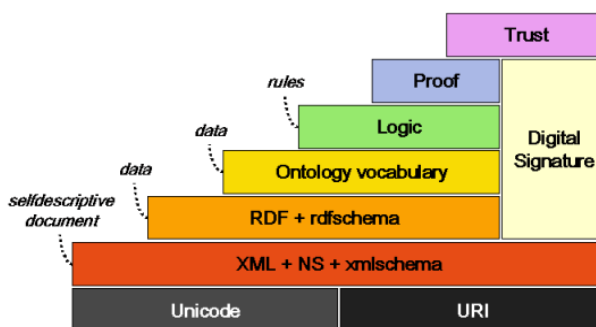 Trust
Proof
rules
Logic
Digital
Signature
data
Ontology vocabulary
data
RDF + rdfschema
selfdescriptive
document
XML + NS + xmlschema
Unicode
URI